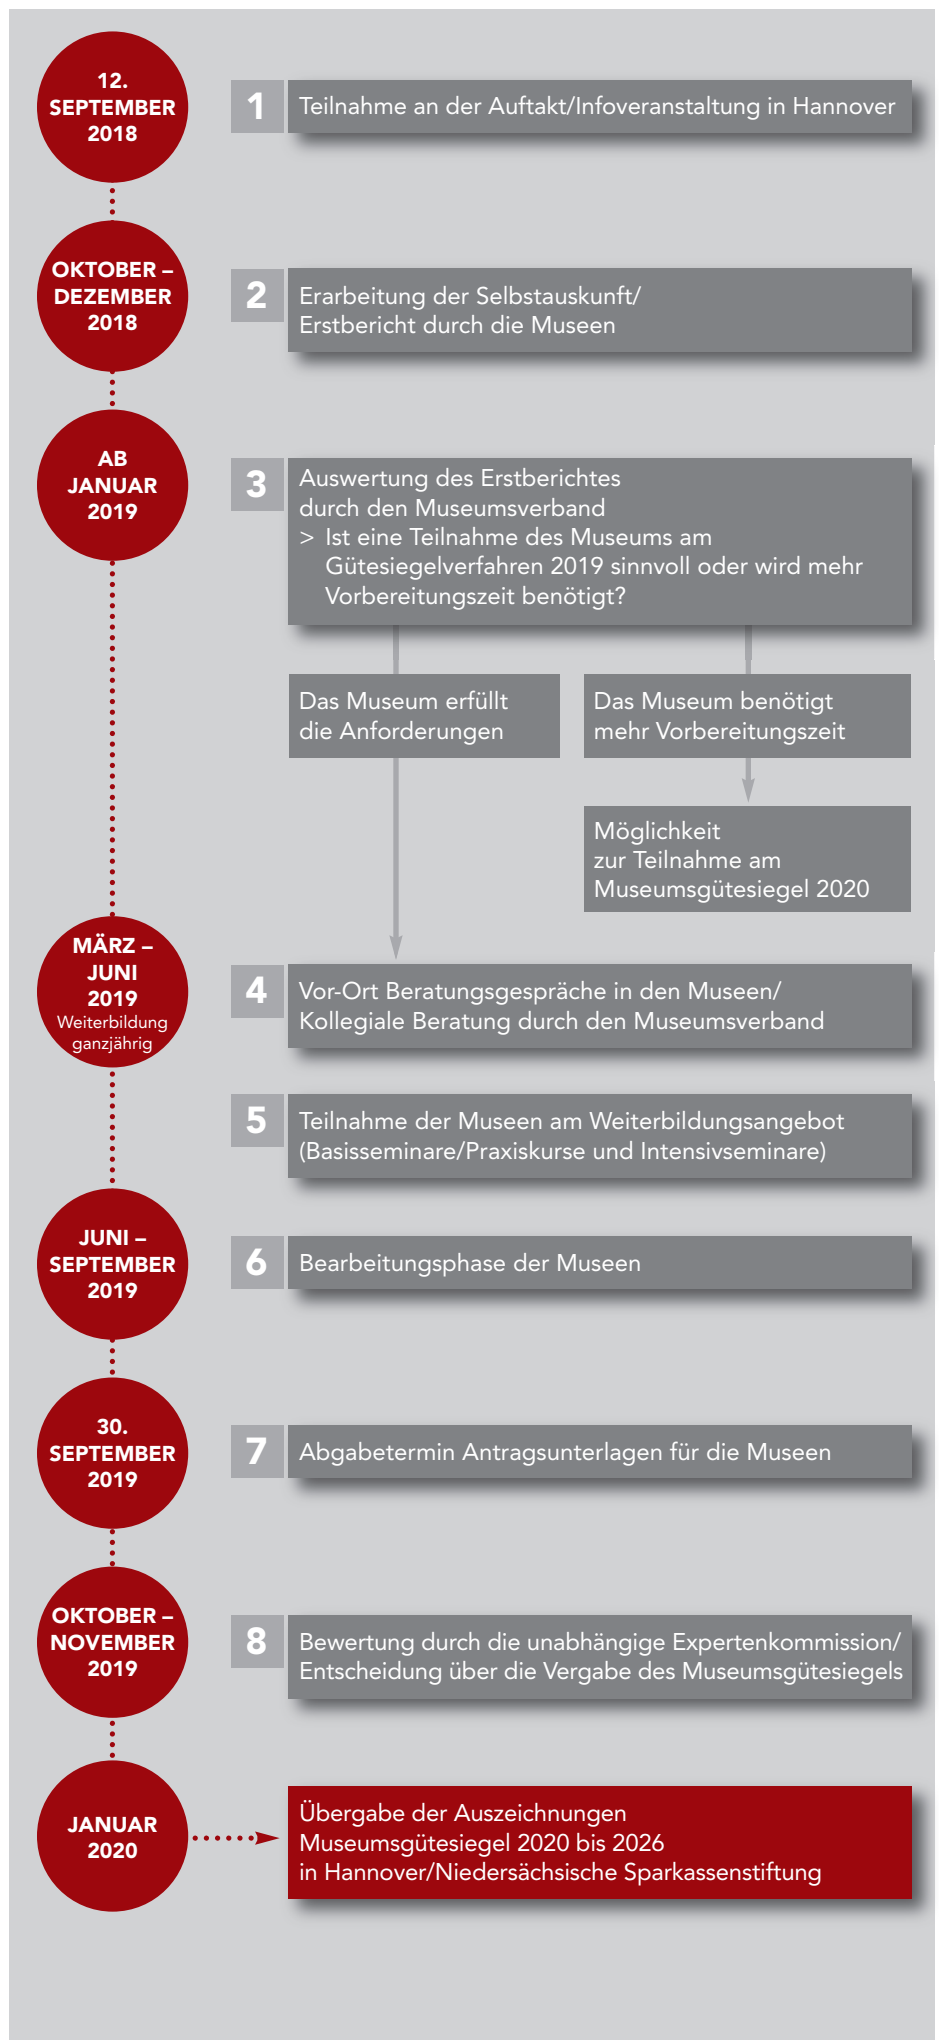 12.
SEPTEMBER
2018
1
Teilnahme an der Auftakt/Infoveranstaltung in Hannover
OKTOBER –
DEZEMBER
2018
2
Erarbeitung der Selbstauskunft/
Erstbericht durch die Museen
AB
JANUAR
2019
3
Auswertung des Erstberichtes
durch den Museumsverband
> Ist eine Teilnahme des Museums am
Gütesiegelverfahren 2019 sinnvoll oder wird mehr
Vorbereitungszeit benötigt?
Das Museum erfüllt
die Anforderungen
Das Museum benötigt
mehr Vorbereitungszeit
Möglichkeit
zur Teilnahme am
Museumsgütesiegel 2020
MÄRZ –
JUNI
2019
Weiterbildung
ganzjährig
4
Vor-Ort Beratungsgespräche in den Museen/
Kollegiale Beratung durch den Museumsverband
5
Teilnahme der Museen am Weiterbildungsangebot
(Basisseminare/Praxiskurse und Intensivseminare)
JUNI –
SEPTEMBER
2019
6
Bearbeitungsphase der Museen
30.
SEPTEMBER
2019
7
Abgabetermin Antragsunterlagen für die Museen
OKTOBER –
NOVEMBER
2019
8
Bewertung durch die unabhängige Expertenkommission/
Entscheidung über die Vergabe des Museumsgütesiegels
JANUAR
2020
Übergabe der Auszeichnungen
Museumsgütesiegel 2020 bis 2026
in Hannover/Niedersächsische Sparkassenstiftung